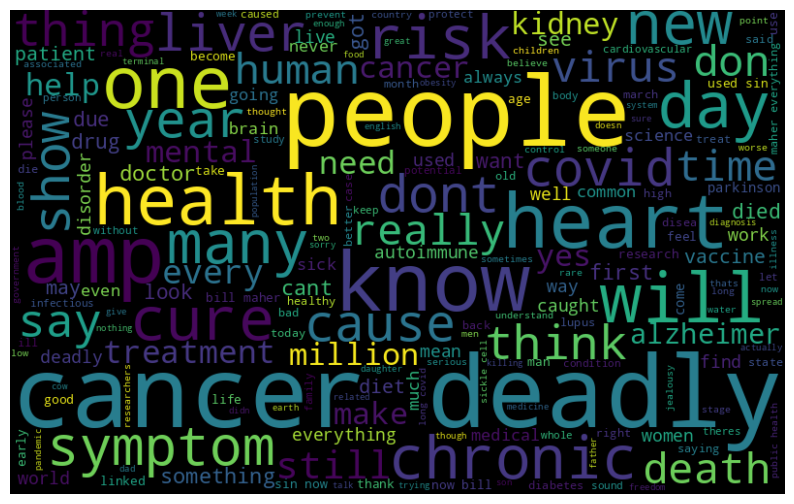 week caused prevent country protect
thing liver risk kidney new
enough point
real live got see said use
terminal become food great children cardiovascular
patient associated never believe virus don
help one human cancer always
person month obesity body march used sin
please due year going people age system day
drug brain thought english doesn sure science treat worse
show mental study control someone
doctor take need used want covid time
die disorder potential old parkinson
blood health dont well common high
population case keep died
without two better really heart disea diagnosis work
sorry autoimmune sometimes feel
amp many cant know yes vaccine illness
government may every sick way first research
even look bill maher rare let
infectious healthy caught come thats now
give bad understand long spread
say cure cause back lupus water will
ill nothing today men think alzheimer
low deadly treatment million mean serious man condition actually
researchers daughter killing find state
cow diet sickle cell
good life related much long covid jealousy
cancer deadly
didn earth family make medicine stage
symptom everything though medical whole right women theres
early pandemic linked still chronic father saying death public health
world dad something sin now bill
talk thank trying son diabetes sound freedom
maher everything